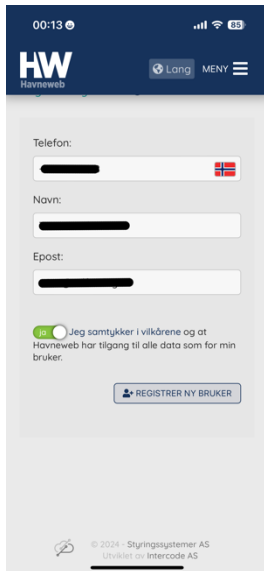 00:13
85
HW
Havneweb
Lang
MENY
Telefon:
Navn:
Epost:
ja
Jeg samtykker i vilkårene og at
Havneweb har tilgang til alle data som for min
bruker.
REGISTRER NY BRUKER
© 2024 - Styringssystemer AS
Utviklet av Intercode AS